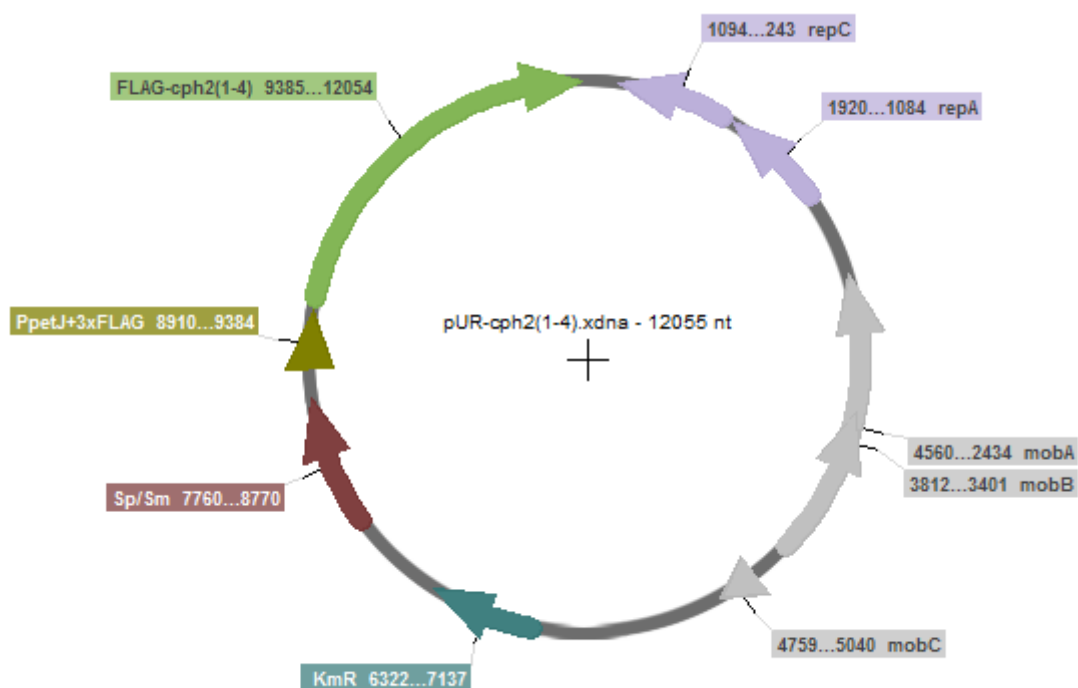 1094...243 repC
FLAG-cph2(1-4) 9385...12054
1920...1084 repA
PpetJ+3xFLAG 8910...9384
pUR-cph2(1-4).xdna - 12055 nt
4560...2434 mobA
3812...3401 mobB
Sp/Sm 7760...8770
4759...5040 mobC
KmR 6322...7137